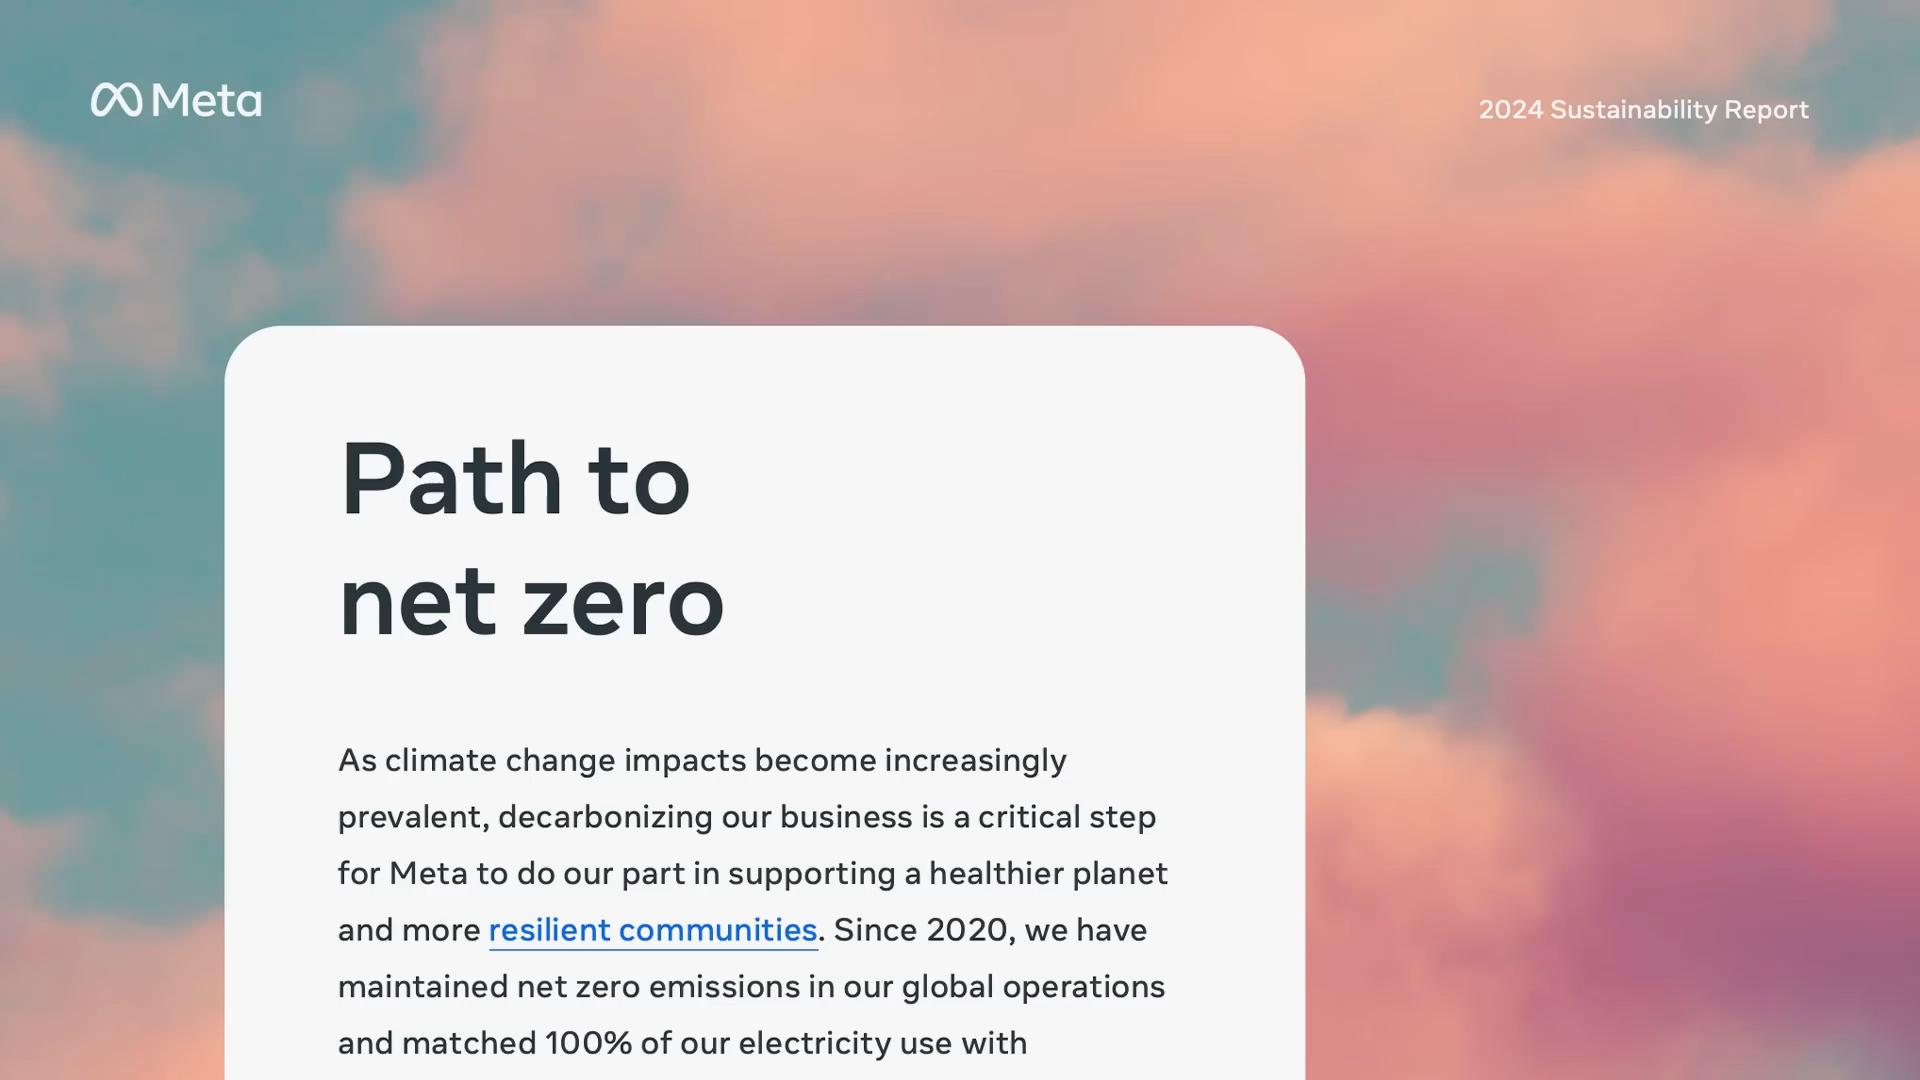 Meta
2024 Sustainability Report
Path to
net zero
As climate change impacts become increasingly
prevalent, decarbonizing our business is a critical step
for Meta to do our part in supporting a healthier planet
and more resilient communities. Since 2020, we have
maintained net zero emissions in our global operations
and matched 100% of our electricity use with